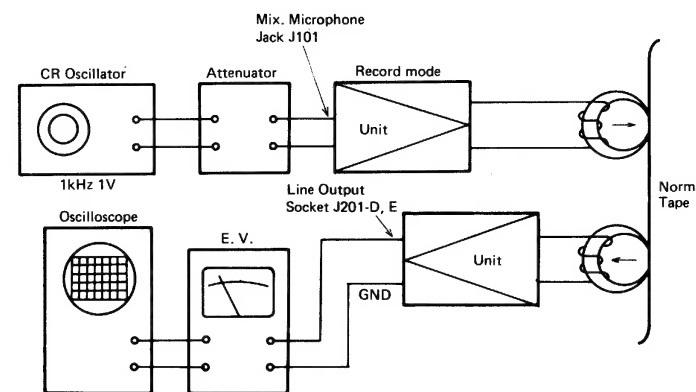 Mix. Microphone
Jack J101
CR Oscillator
Attenuator
Record mode
Unit
1kHz 1V
Norm
Tape
Line Output
Socket J201-D, E
Oscilloscope
E. V.
Unit
GND